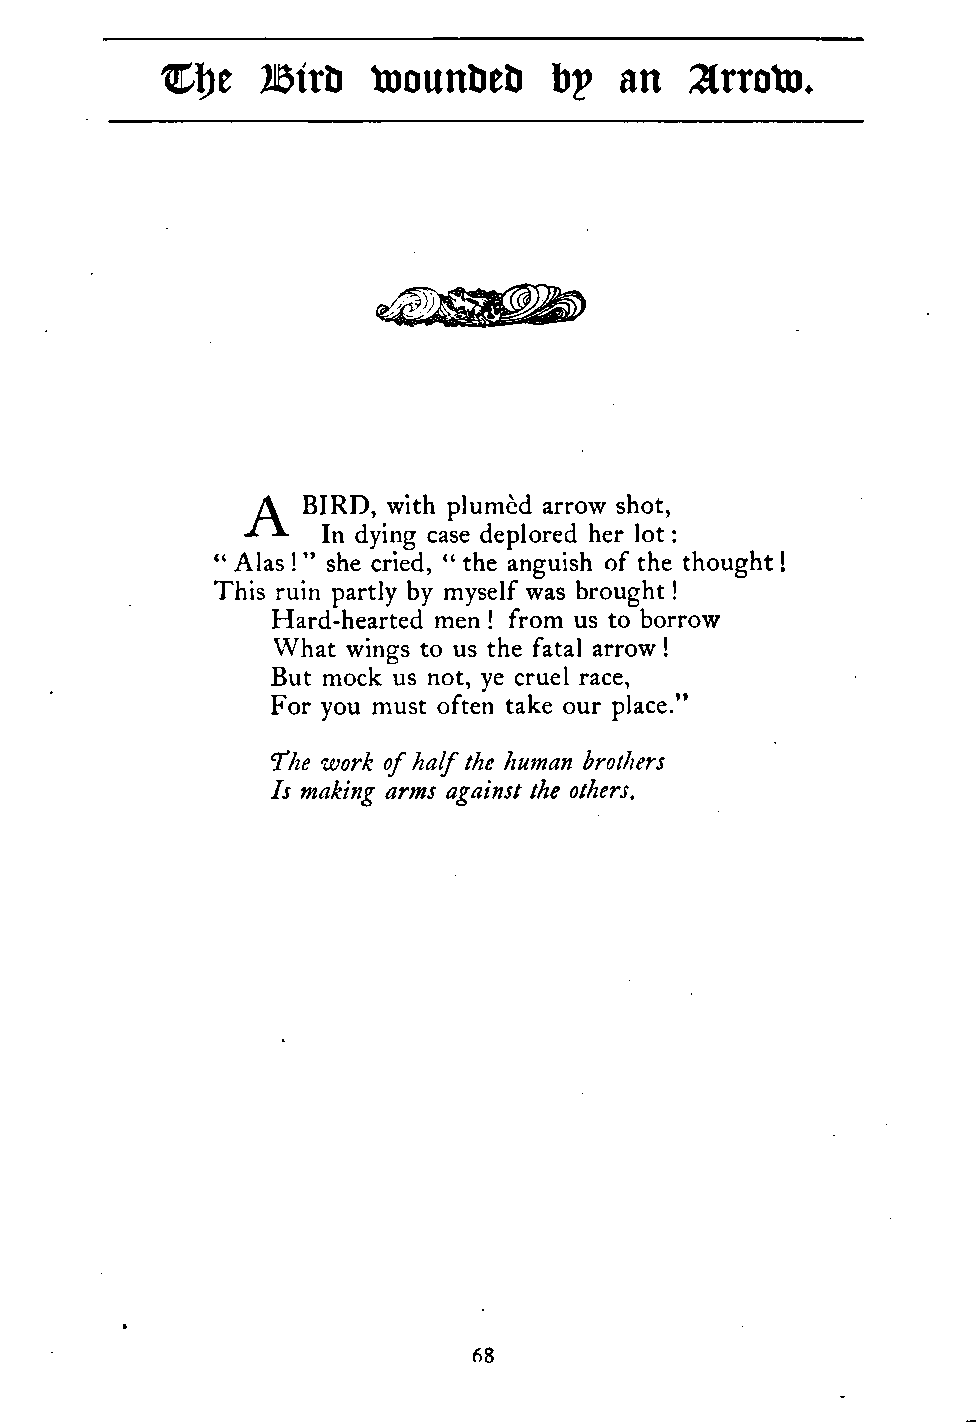 The Bird wounded by an Arrow.
A BIRD, with plumèd arrow shot,
In dying case deplored her lot :
“ Alas ! ” she cried, “ the anguish of the thought !
This ruin partly by myself was brought !
Hard-hearted men ! from us to borrow
What wings to us the fatal arrow !
But mock us not, ye cruel race,
For you must often take our place.”
The work of half the human brothers
Is making arms against the others.
68